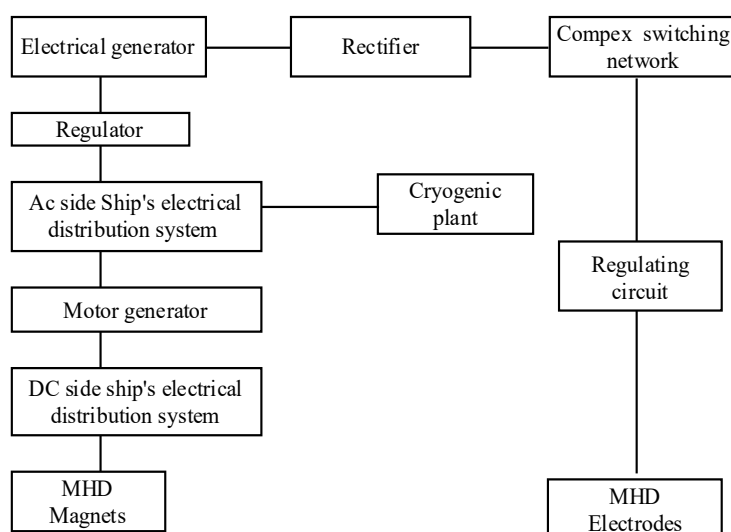 Electrical generator
Rectifier
Compex switching
network
Regulator
Ac side Ship's electrical
distribution system
Cryogenic
plant
Regulating
circuit
Motor generator
DC side ship's electrical
distribution system
MHD
Magnets
MHD
Electrodes